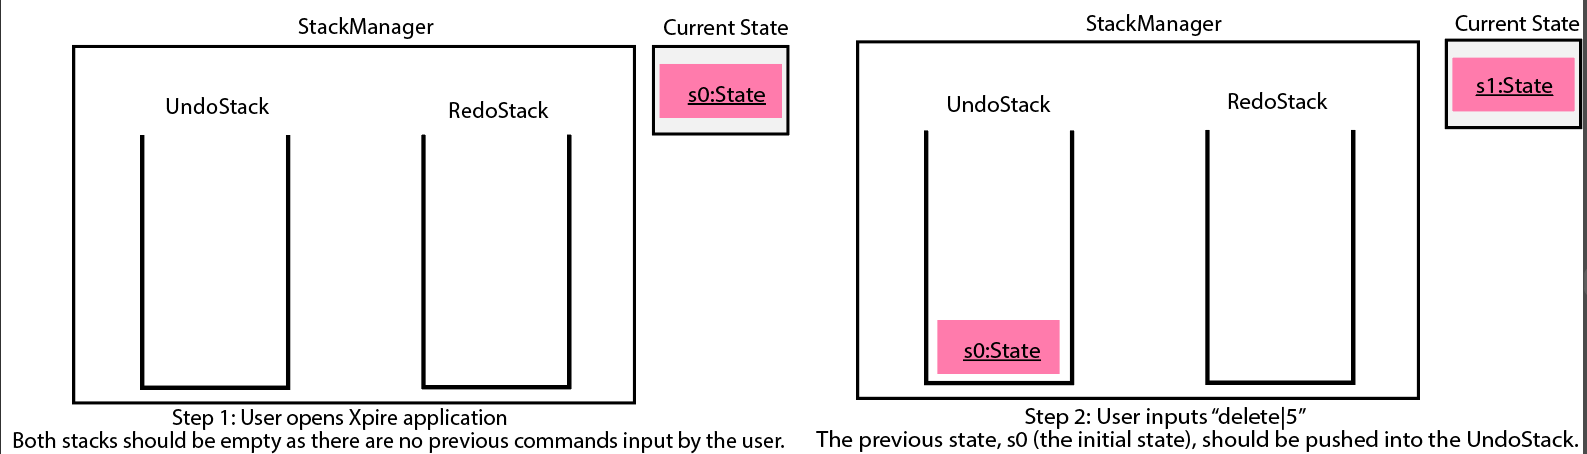 StackManager
Current State
s0:State
UndoStack
RedoStack
Step 1: User opens Xpire application
Both stacks should be empty as there are no previous commands input by the user.
StackManager
Current State
s1:State
UndoStack
RedoStack
s0:State
Step 2: User inputs “delete|5”
The previous state, s0 (the initial state), should be pushed into the UndoStack.